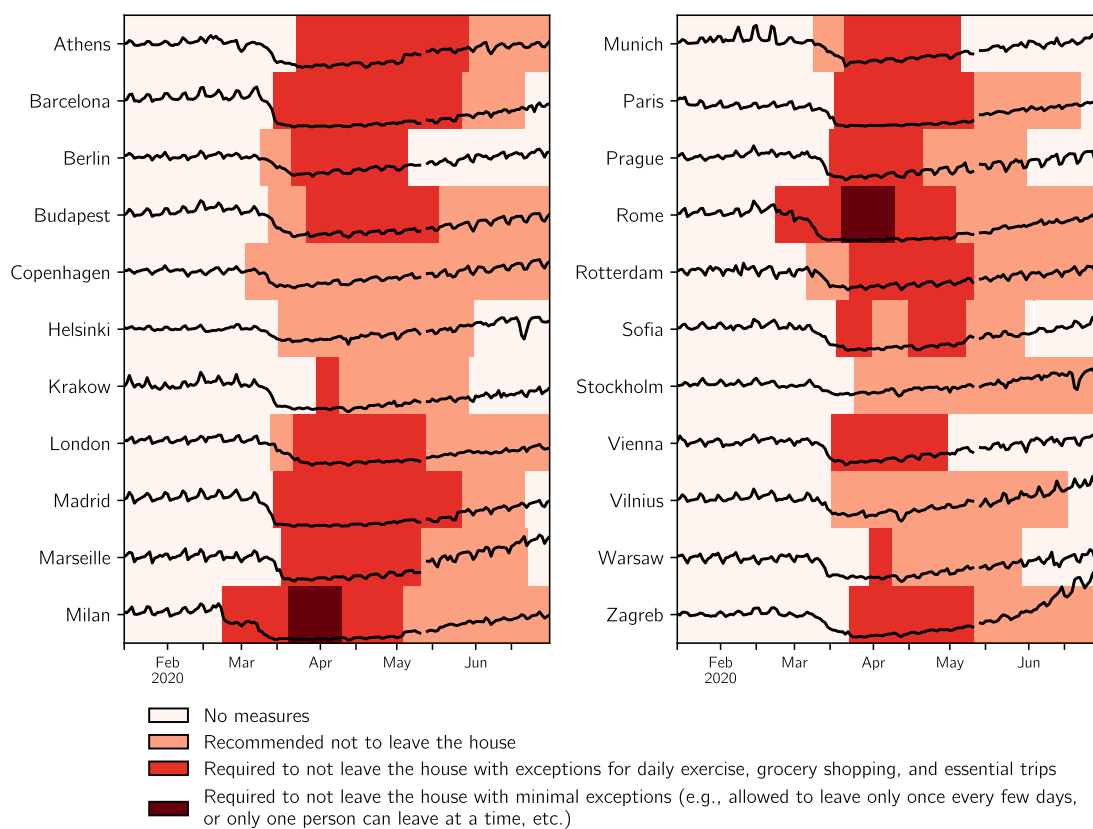 Athens
Barcelona
Berlin
Budapest
Copenhagen
Helsinki
Krakow
London
Madrid
Marseille
Milan
Feb
2020
Mar
Apr
May
Jun
Munich
Paris
Prague
Rome
Rotterdam
Sofia
Stockholm
Vienna
Vilnius
Warsaw
Zagreb
Feb
2020
Mar
Apr
May
Jun
No measures
Recommended not to leave the house
Required to not leave the house with exceptions for daily exercise, grocery shopping, and essential trips
Required to not leave the house with minimal exceptions (e.g., allowed to leave only once every few days,
or only one person can leave at a time, etc.)